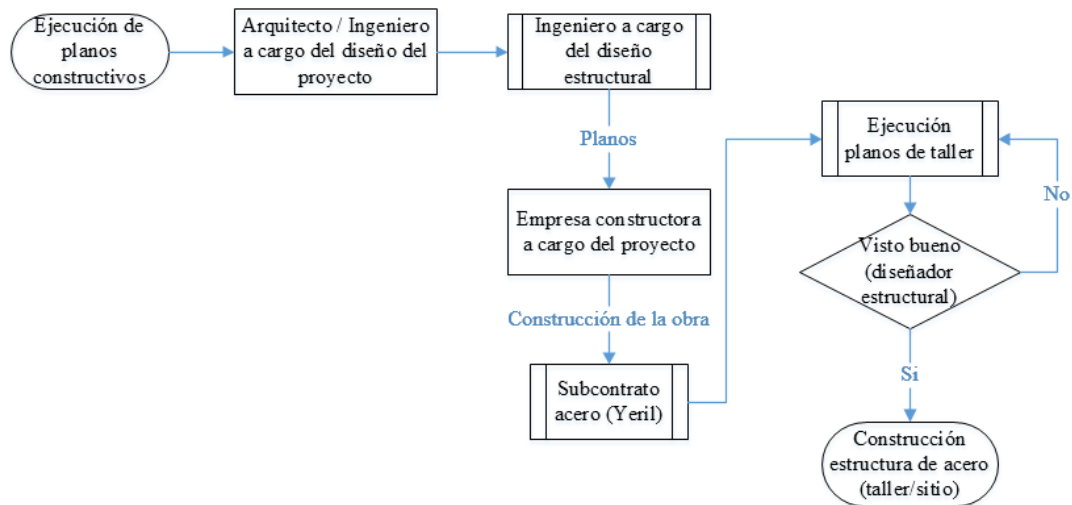 Ejecución de
planos
constructivos
Arquitecto / Ingeniero
a cargo del diseño del
proyecto
Ingeniero a cargo
del diseño
estructural
Planos
Empresa constructora
a cargo del proyecto
Construcción de la obra
Subcontrato
acero (Yeril)
Ejecución
planos de taller
No
Visto bueno
(diseñador
estructural)
Si
Construcción
estructura de acero
(taller/sitio)